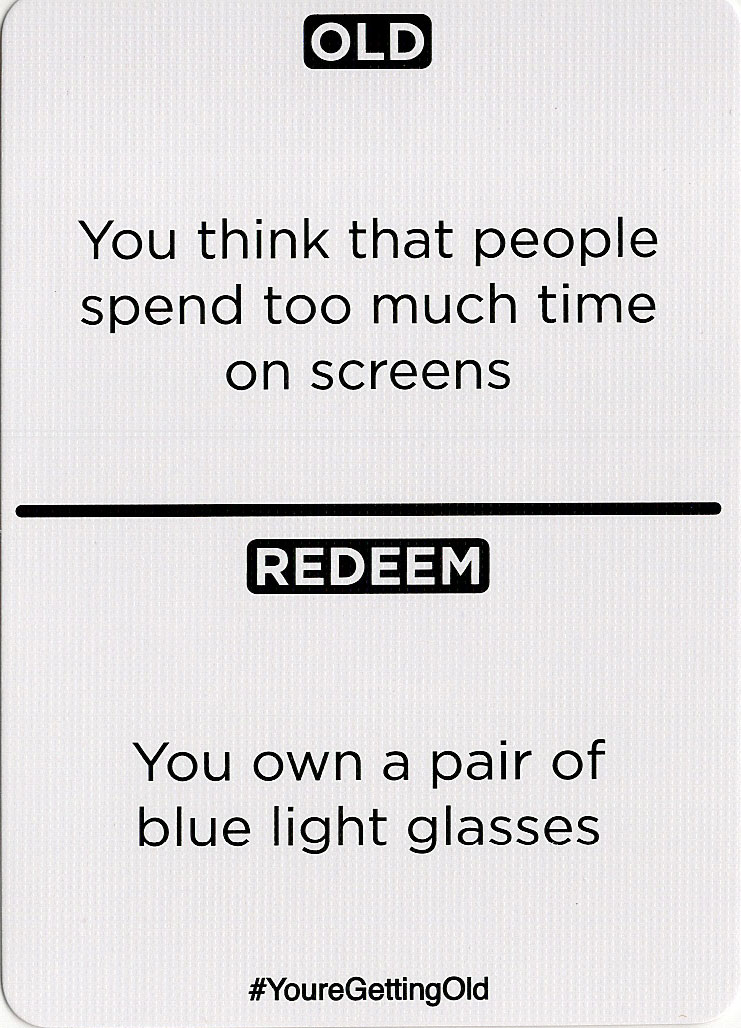 OLD
You think that people
spend too much time
on screens
REDEEM
You own a pair of
blue light glasses
#YoureGettingOld